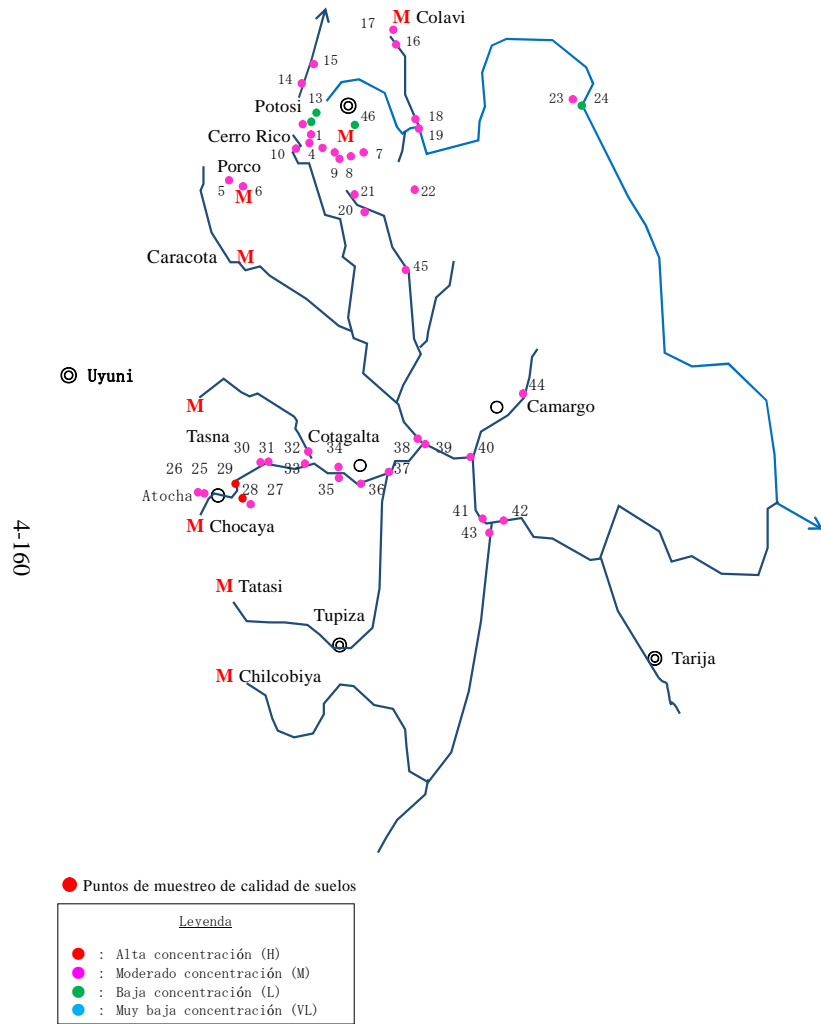 17 M Colavi
16
15
14
13
Potosi
46
18
23 24
Cerro Rico 1 M
19
10 4 7
9 8
Porco
5 M 6
21 22
20
Caracota M
45
Uyuni
M
44
Camargo
Tasna Cotagalta
30 31 32 34 38 39 40
33
37
26 25 29
28 27 35 36
Atocha
41 42
43
M Chocaya
4-160
M Tatasi
Tupiza
Tarija
M Chilcobiya
Puntos de muestreo de calidad de suelos
Leyenda
: Alta concentración (H)
: Moderado concentración (M)
: Baja concentración (L)
: Muy baja concentración (VL)